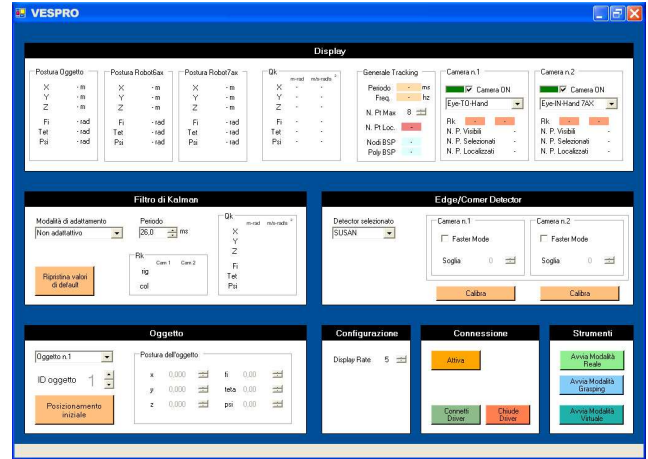 VESPRO
Display
Postura Oggetto
X - m
Y - m
Z - m
Fi - rad
Tet - rad
Psi - rad
Postura Robot6ax
X - m
Y - m
Z - m
Fi - rad
Tet - rad
Psi - rad
Postura Robot7ax
X - m
Y - m
Z - m
Fi - rad
Tet - rad
Psi - rad
Qk
m-rad m/s-rad/s
X - -
Y - -
Z - -
Fi - -
Tet - -
Psi - -
Generale Tracking
Periodo - ms
Freq. - hz
N. Pt Max 8
N. Pt Loc. -
Nodi BSP -
Poly BSP -
Camera n.1
Camera ON
Eye-TO-Hand
Rk - -
N. P. Visibili -
N. P. Selezionati -
N. P. Localizzati -
Camera n.2
Camera ON
Eye-IN-Hand 7AX
Rk - -
N. P. Visibili -
N. P. Selezionati -
N. P. Localizzati -
Filtro di Kalman
Modalità di adattamento
Non adattattivo
Periodo
26,0 ms
Ripristina valori
di default
Rk
Cam 1 Cam 2
rig
col
Qk
m-rad m/s-rad/s
X
Y
Z
Fi
Tet
Psi
Edge/Corner Detector
Detector selezionato
SUSAN
Camera n.1
Faster Mode
Soglia 0
Calibra
Camera n.2
Faster Mode
Soglia 0
Calibra
Oggetto
Oggetto n.1
ID oggetto 1
Posizionamento
iniziale
Postura dell'oggetto
x 0,000 fi 0,00
y 0,000 teta 0,00
z 0,000 psi 0,00
Configurazione
Display Rate 5
Connessione
Attiva
Connetti
Driver
Chiude
Driver
Strumenti
Avvia Modalità
Reale
Avvia Modalità
Grasping
Avvia Modalità
Virtuale